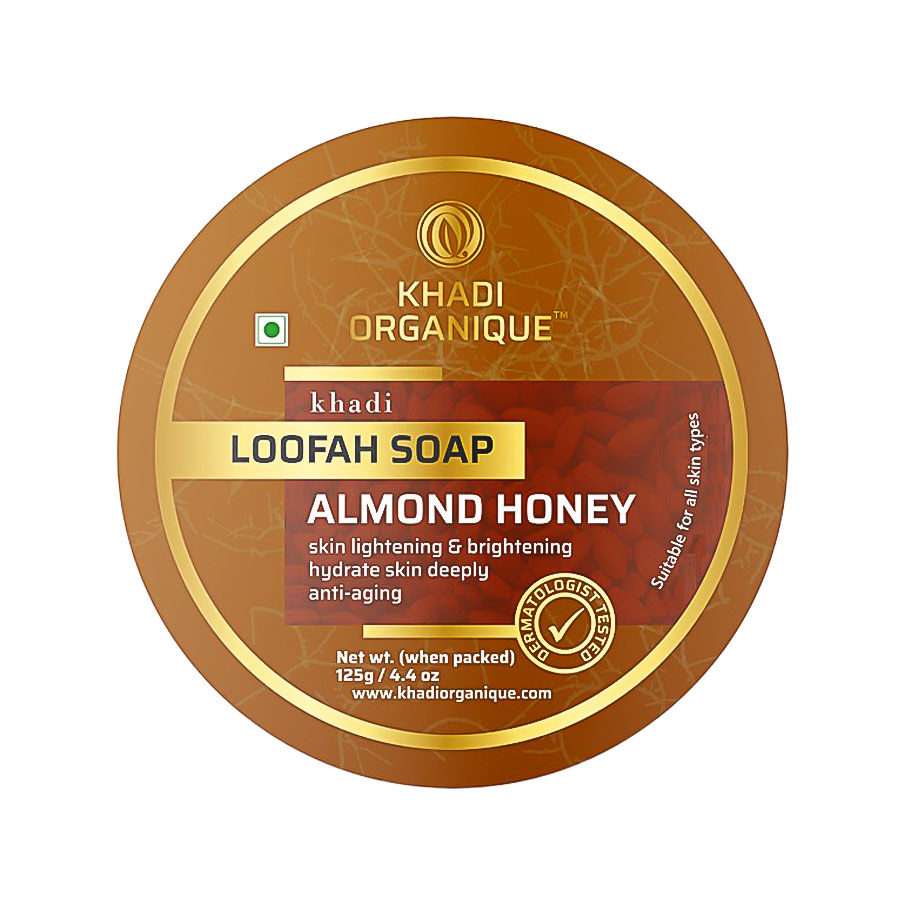 KHADI
ORGANIQUE™
khadi
LOOFAH SOAP
ALMOND HONEY
skin lightening & brightening
hydrate skin deeply
anti-aging
Suitable for all skin types
DERMATOLOGIST TESTED
Net wt. (when packed)
125g / 4.4 oz
www.khadiorganique.com